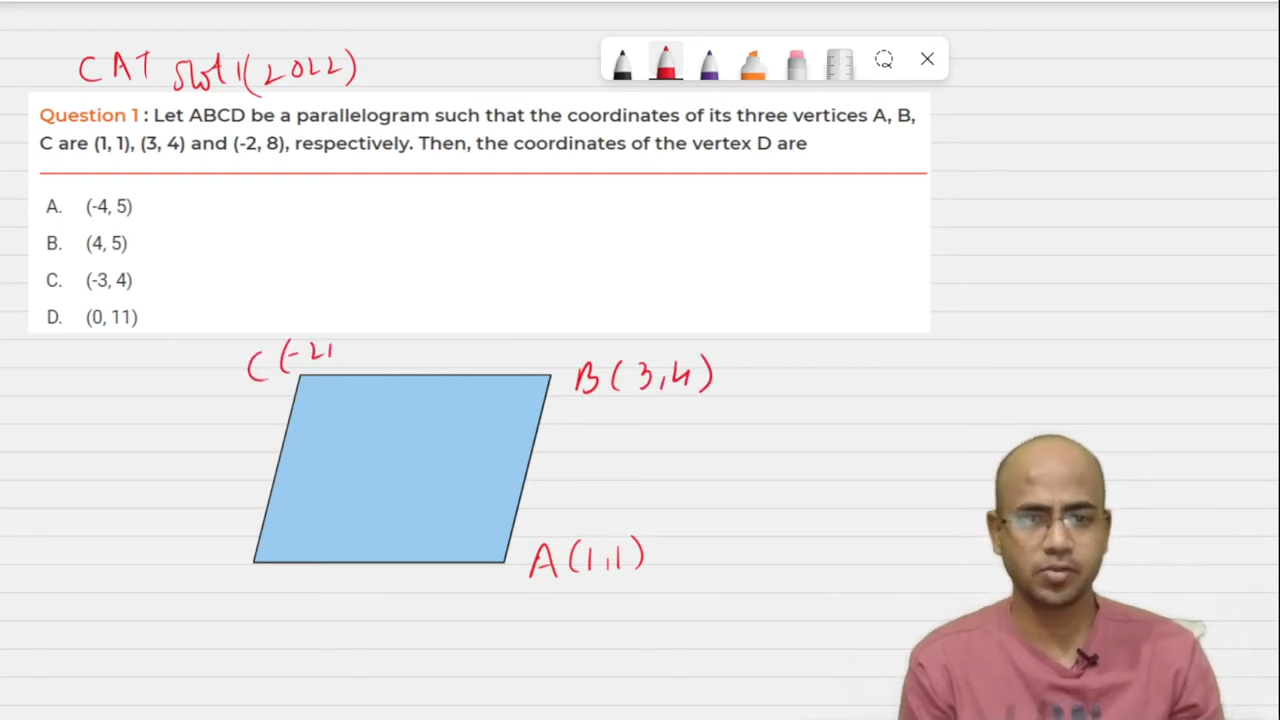 CAT slot 1 (2022)
Question 1 : Let ABCD be a parallelogram such that the coordinates of its three vertices A, B,
C are (1, 1), (3, 4) and (-2, 8), respectively. Then, the coordinates of the vertex D are
A. (-4, 5)
B. (4, 5)
C. (-3, 4)
D. (0, 11)
C (-2,
B (3,4)
A (1,1)